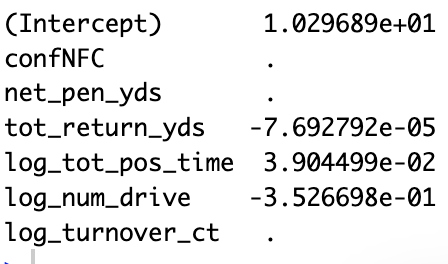 (Intercept) 1.029689e+01
confNFC .
net_pen_yds .
tot_return_yds -7.692792e-05
log_tot_pos_time 3.904499e-02
log_num_drive -3.526698e-01
log_turnover_ct .
>